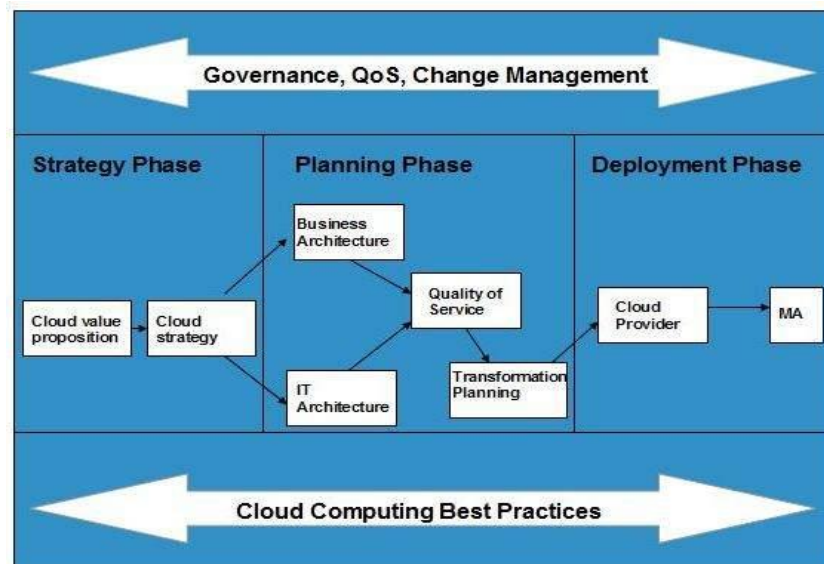 Governance, QoS, Change Management
Strategy Phase
Planning Phase
Deployment Phase
Business
Architecture
Cloud value
proposition
Cloud
strategy
Quality of
Service
IT
Architecture
Transformation
Planning
Cloud
Provider
MA
Cloud Computing Best Practices